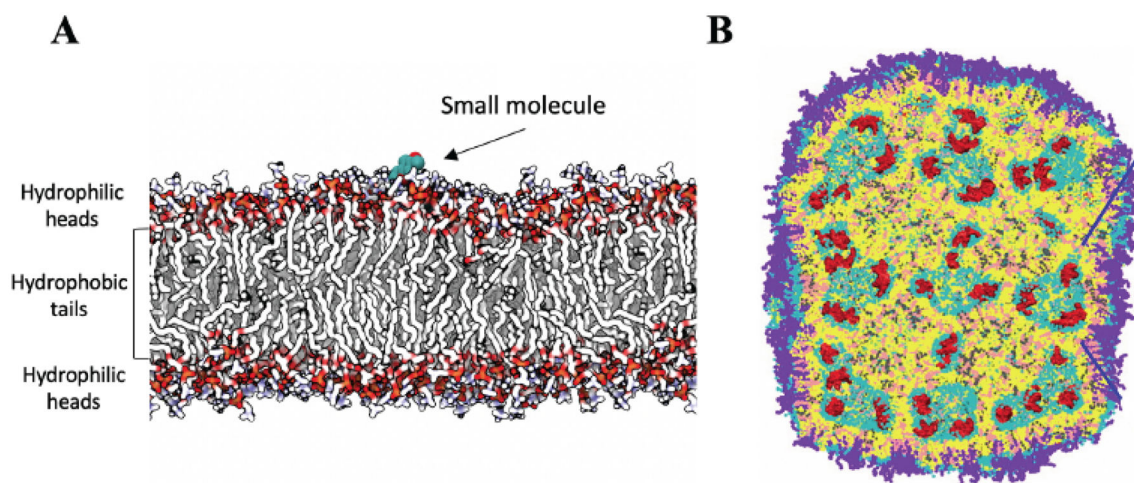 A
B
Small molecule
Hydrophilic
heads
Hydrophobic
tails
Hydrophilic
heads